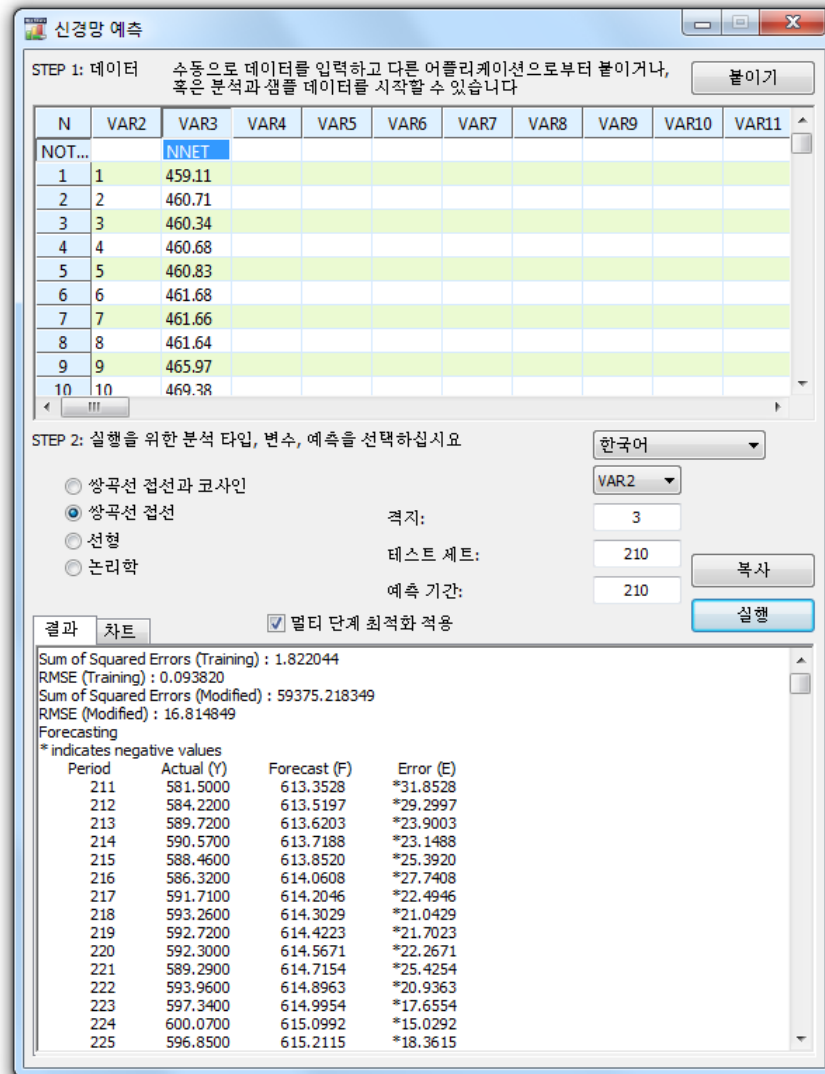 신경망 예측
STEP 1: 데이터 수동으로 데이터를 입력하고 다른 어플리케이션으로부터 붙이거나,
혹은 분석과 샘플 데이터를 시작할 수 있습니다
붙이기
N VAR2 VAR3 VAR4 VAR5 VAR6 VAR7 VAR8 VAR9 VAR10 VAR11
NOT... NNET
1 1 459.11
2 2 460.71
3 3 460.34
4 4 460.68
5 5 460.83
6 6 461.68
7 7 461.66
8 8 461.64
9 9 465.97
10 10 469.38
STEP 2: 실행을 위한 분석 타입, 변수, 예측을 선택하십시요
한국어
쌍곡선 접선과 코사인
VAR2
쌍곡선 접선
격지: 3
선형
테스트 세트: 210
논리학
복사
예측 기간: 210
실행
결과 차트
멀티 단계 최적화 적용
Sum of Squared Errors (Training) : 1.822044
RMSE (Training) : 0.093820
Sum of Squared Errors (Modified) : 59375.218349
RMSE (Modified) : 16.814849
Forecasting
* indicates negative values
Period Actual (Y) Forecast (F) Error (E)
211 581.5000 613.3528 *31.8528
212 584.2200 613.5197 *29.2997
213 589.7200 613.6203 *23.9003
214 590.5700 613.7188 *23.1488
215 588.4600 613.8520 *25.3920
216 586.3200 614.0608 *27.7408
217 591.7100 614.2046 *22.4946
218 593.2600 614.3029 *21.0429
219 592.7200 614.4223 *21.7023
220 592.3000 614.5671 *22.2671
221 589.2900 614.7154 *25.4254
222 593.9600 614.8963 *20.9363
223 597.3400 614.9954 *17.6554
224 600.0700 615.0992 *15.0292
225 596.8500 615.2115 *18.3615